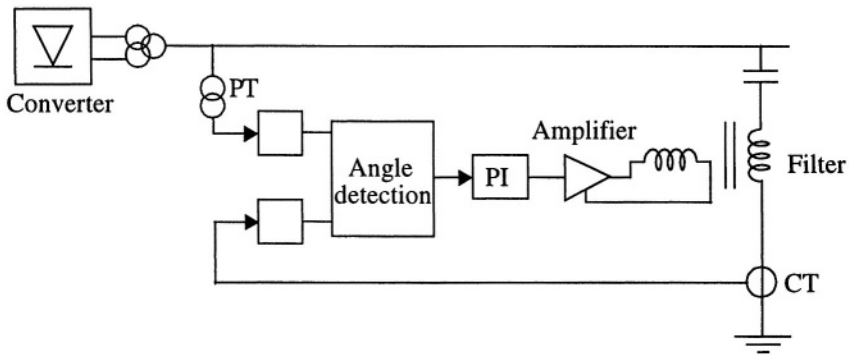 Converter
PT
Amplifier
Angle
detection
PI
Filter
CT